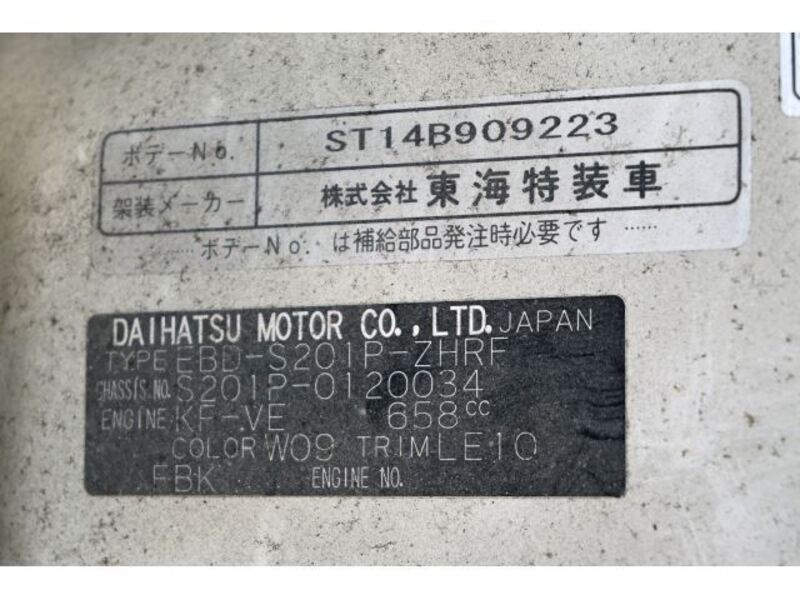 ボデーNo. ST14B909223
架装メーカー 株式会社 東海特装車
……ボデーNo. は補給部品発注時必要です ……
DAIHATSU MOTOR CO.,LTD. JAPAN
TYPE EBD-S201P-ZHRF
CHASSIS NO. S201P-0120034
ENGINE KF-VE 658CC
COLOR W09 TRIM LE10
FBK ENGINE NO.